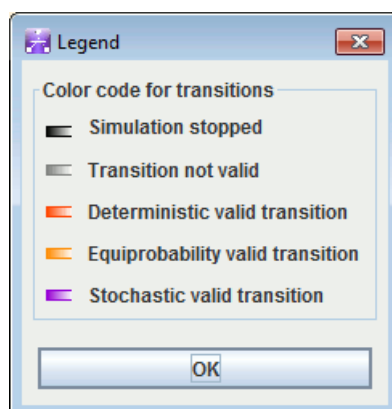 Legend
Color code for transitions
Simulation stopped
Transition not valid
Deterministic valid transition
Equiprobability valid transition
Stochastic valid transition
OK